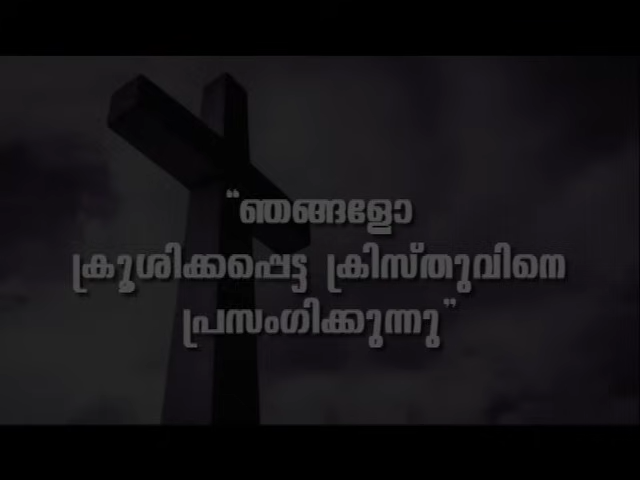 “ഞങ്ങളോ
ക്രൂശിക്കപ്പെട്ട ക്രിസ്തുവിനെ
പ്രസംഗിക്കുന്നു”